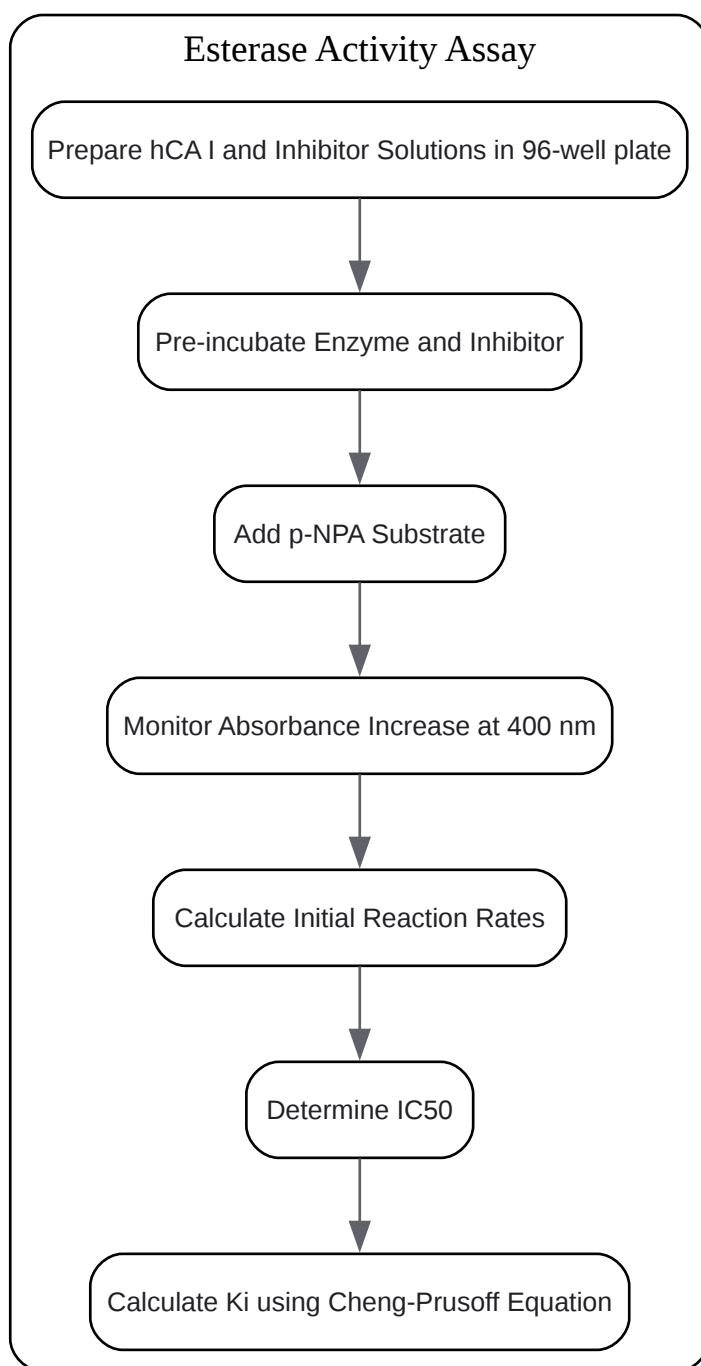 Esterase Activity Assay
Prepare hCA I and Inhibitor Solutions in 96-well plate
Pre-incubate Enzyme and Inhibitor
Add p-NPA Substrate
Monitor Absorbance Increase at 400 nm
Calculate Initial Reaction Rates
Determine IC50
Calculate Ki using Cheng-Prusoff Equation